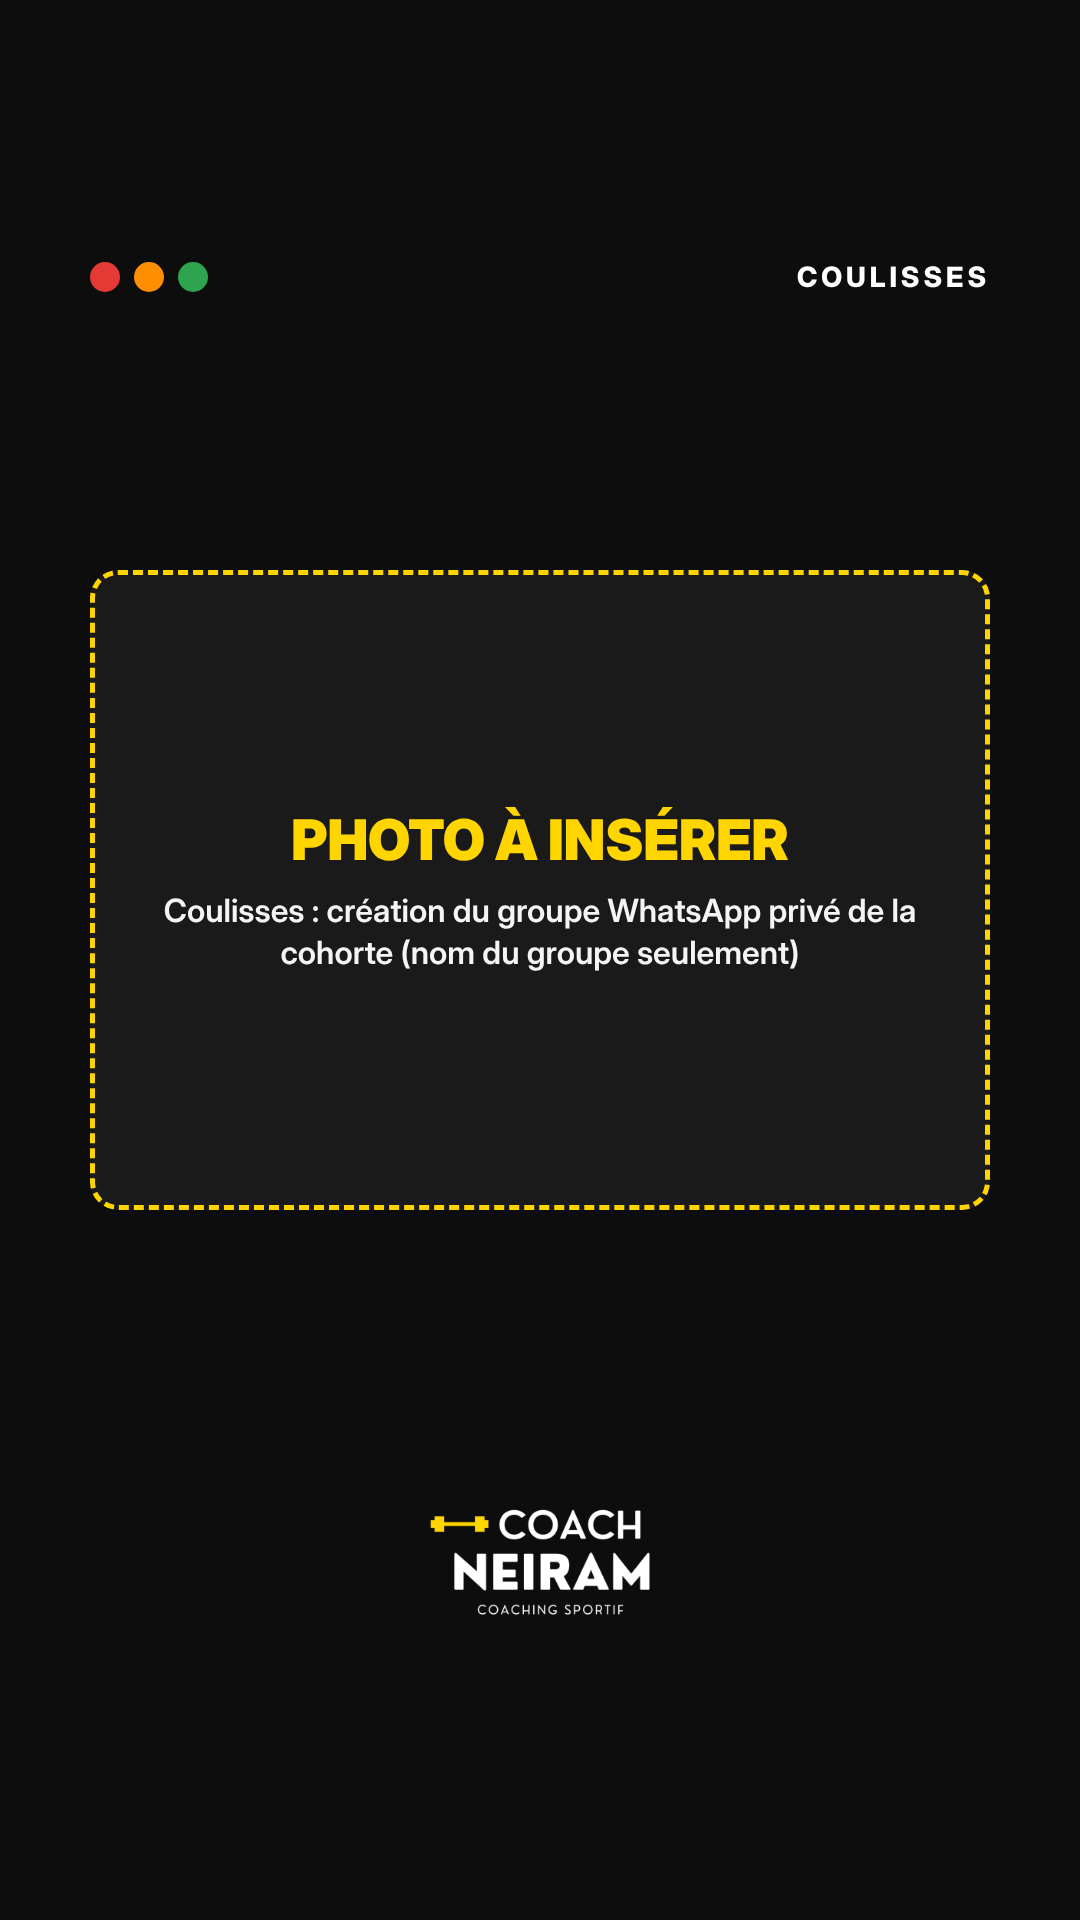 COULISSES
PHOTO À INSÉRER
Coulisses : création du groupe WhatsApp privé de la
cohorte (nom du groupe seulement)
COACH
NEIRAM
COACHING SPORTIF